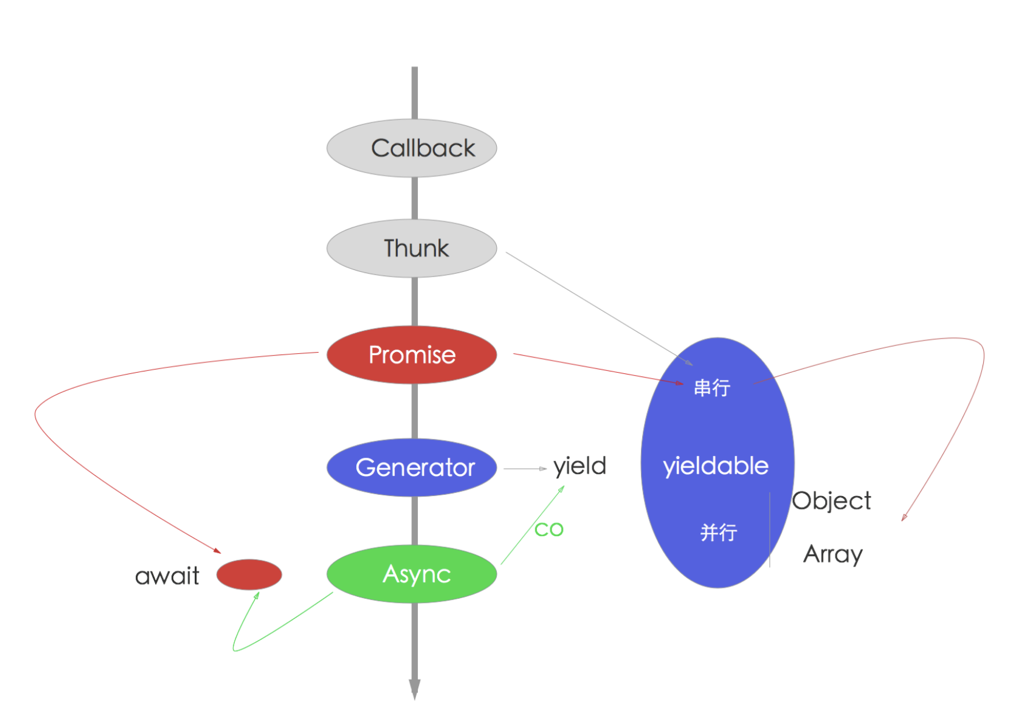 Callback
Thunk
Promise
串行
Generator
yield
yieldable
Object
co
并行
Array
await
Async